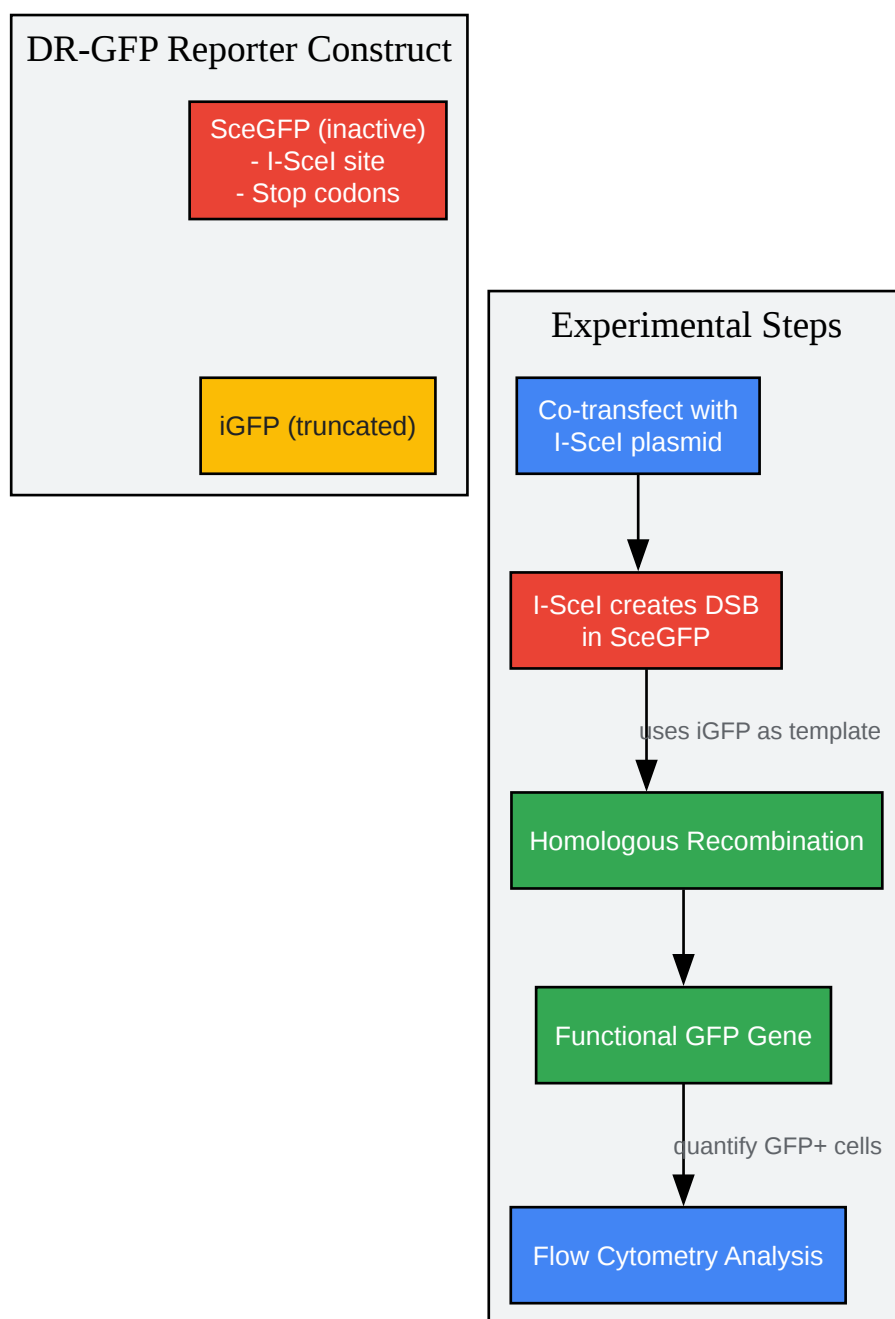 DR-GFP Reporter Construct
SceGFP (inactive)
- I-SceI site
- Stop codons
iGFP (truncated)
Experimental Steps
Co-transfect with
I-SceI plasmid
I-SceI creates DSB
in SceGFP
uses iGFP as template
Homologous Recombination
Functional GFP Gene
quantify GFP+ cells
Flow Cytometry Analysis